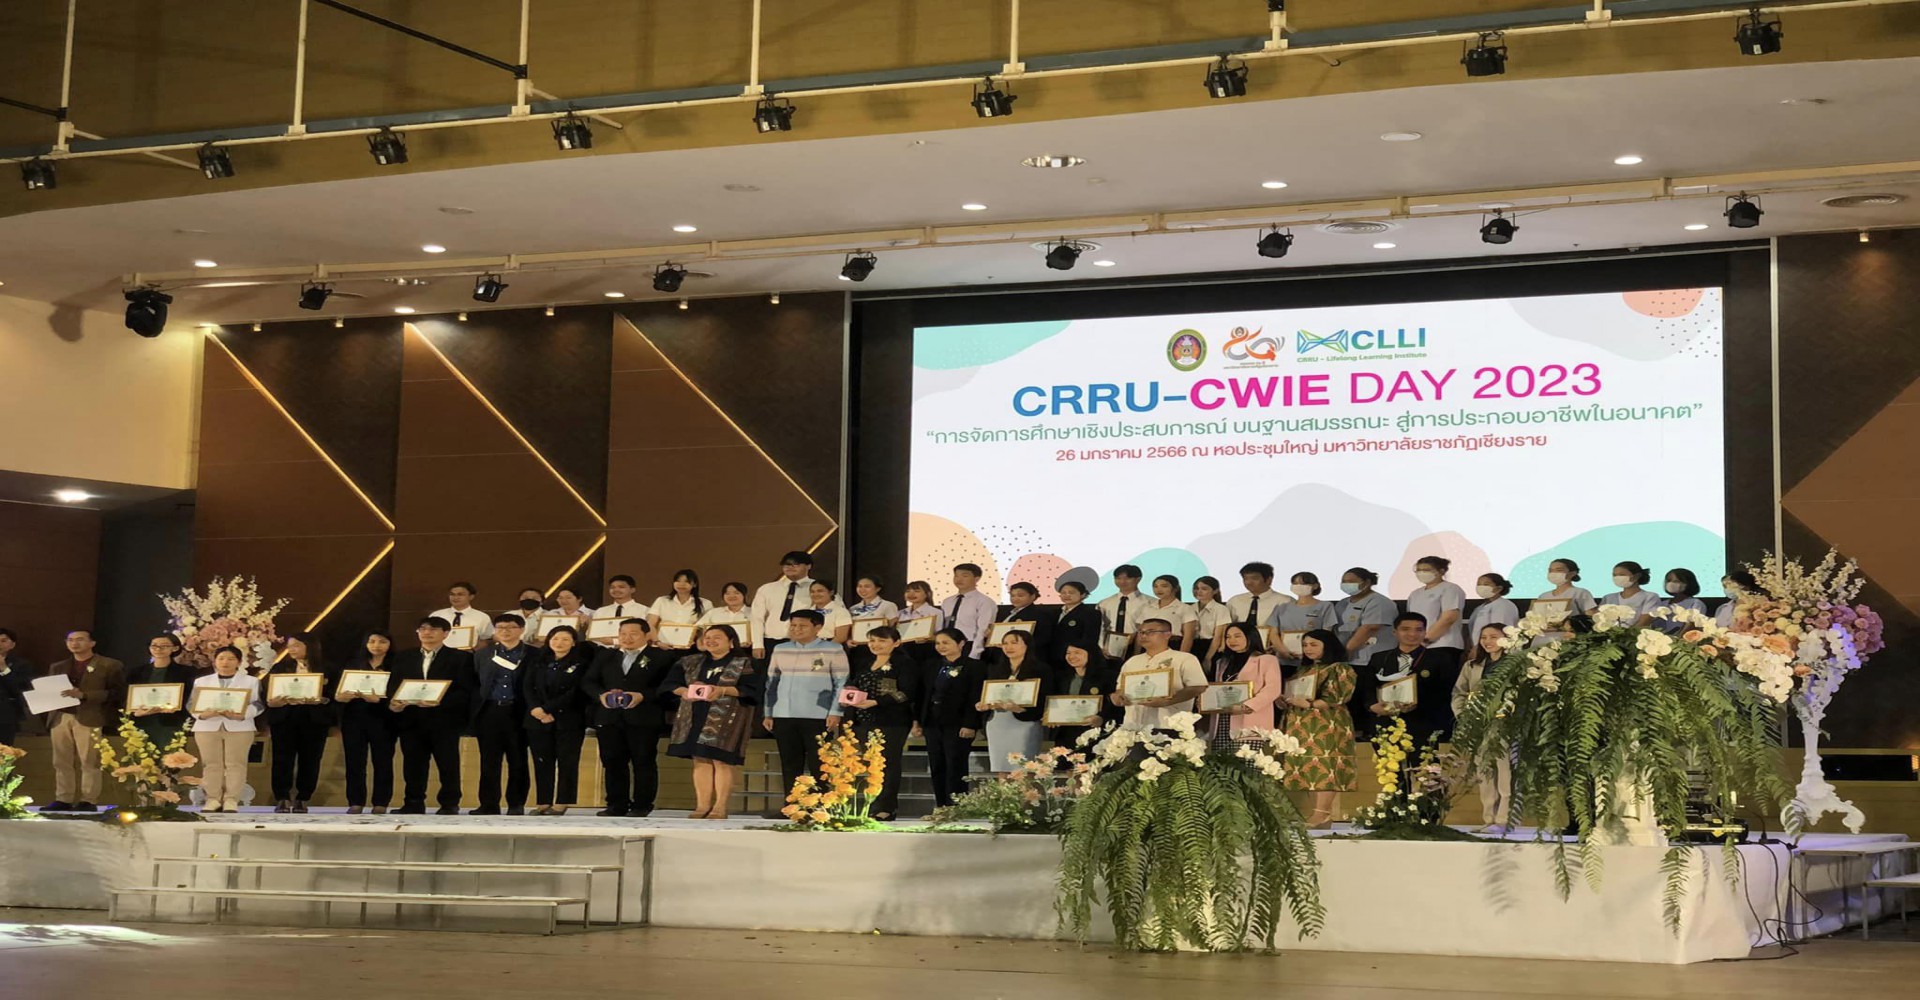 CLLI
CRRU - Lifelong Learning Institute
CRRU-CWIE DAY 2023
“การจัดการศึกษาเชิงประสบการณ์ บนฐานสมรรถนะ สู่การประกอบอาชีพในอนาคต”
26 มกราคม 2566 ณ หอประชุมใหญ่ มหาวิทยาลัยราชภัฏเชียงราย